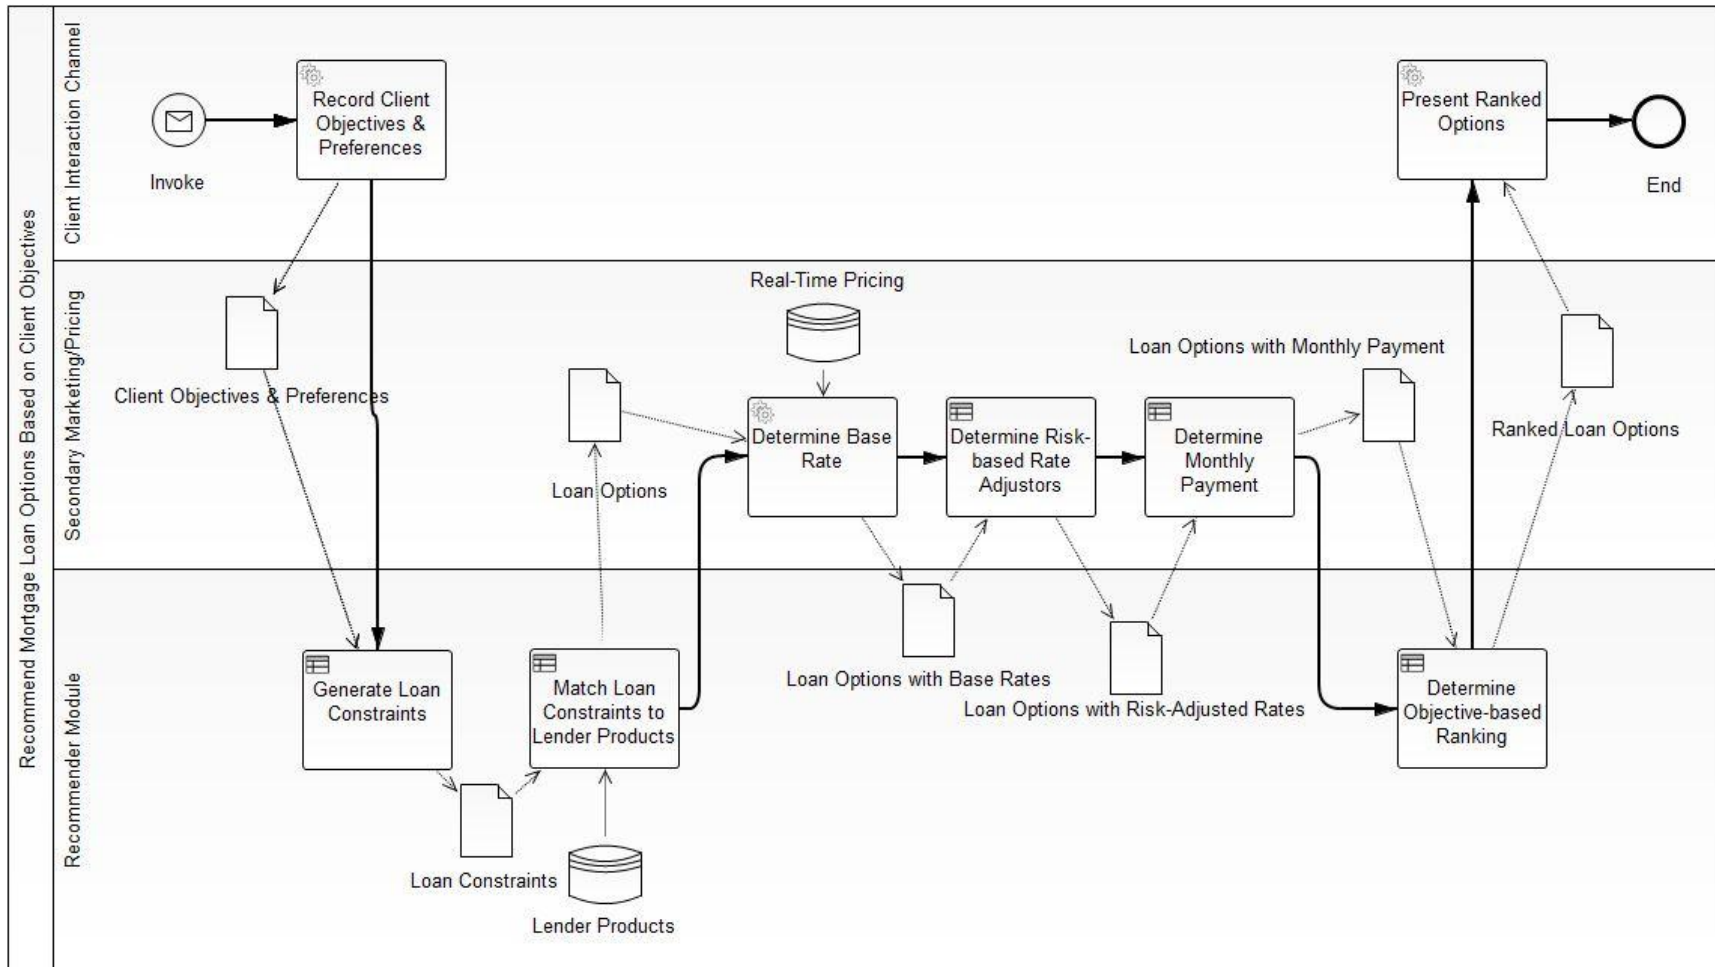 Recommend Mortgage Loan Options Based on Client Objectives
Client Interaction Channel
Record Client
Objectives &
Preferences
Invoke
Present Ranked
Options
End
Secondary Marketing/Pricing
Client Objectives & Preferences
Loan Options
Real-Time Pricing
Determine Base
Rate
Determine Risk-
based Rate
Adjustors
Determine
Monthly
Payment
Loan Options with Monthly Payment
Ranked Loan Options
Recommender Module
Generate Loan
Constraints
Loan Constraints
Match Loan
Constraints to
Lender Products
Lender Products
Loan Options with Base Rates
Loan Options with Risk-Adjusted Rates
Determine
Objective-based
Ranking